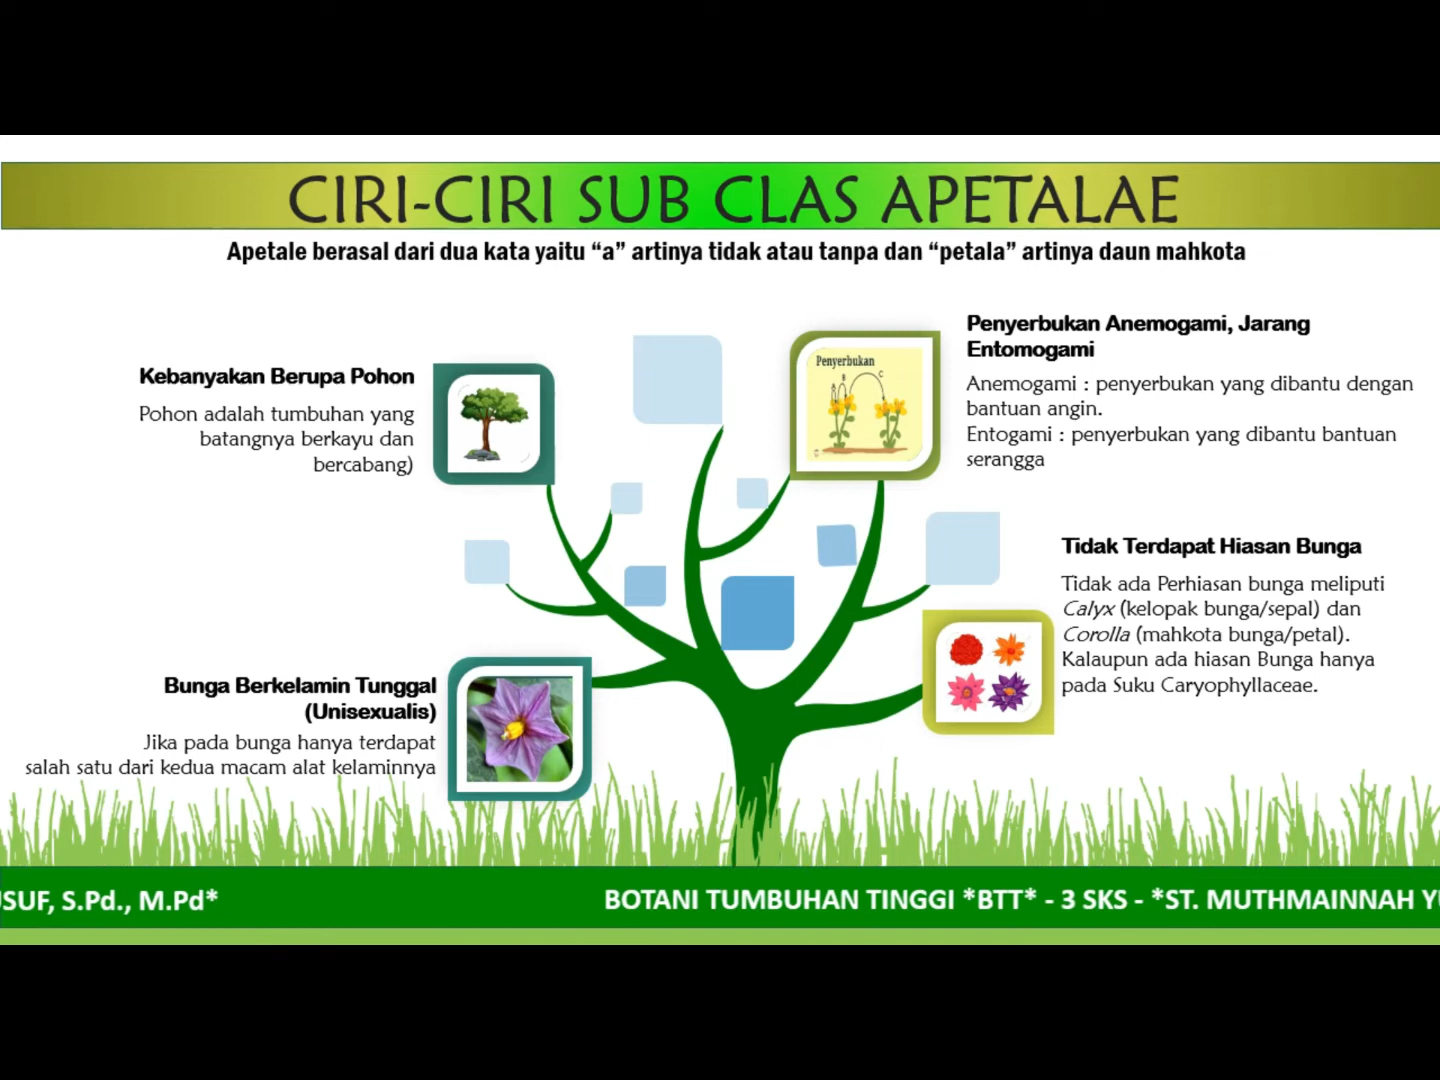 CIRI-CIRI SUB CLAS APETALAE
Apetale berasal dari dua kata yaitu “a” artinya tidak atau tanpa dan “petala” artinya daun mahkota
Kebanyakan Berupa Pohon
Pohon adalah tumbuhan yang
batangnya berkayu dan
bercabang)
Penyerbukan
Penyerbukan Anemogami, Jarang
Entomogami
Anemogami : penyerbukan yang dibantu dengan
bantuan angin.
Entogami : penyerbukan yang dibantu bantuan
serangga
Tidak Terdapat Hiasan Bunga
Tidak ada Perhiasan bunga meliputi
Calyx (kelopak bunga/sepal) dan
Corolla (mahkota bunga/petal).
Kalaupun ada hiasan Bunga hanya
pada Suku Caryophyllaceae.
Bunga Berkelamin Tunggal
(Unisexualis)
Jika pada bunga hanya terdapat
salah satu dari kedua macam alat kelaminnya
USUF, S.Pd., M.Pd*
BOTANI TUMBUHAN TINGGI *BTT* - 3 SKS - *ST. MUTHMAINNAH YU